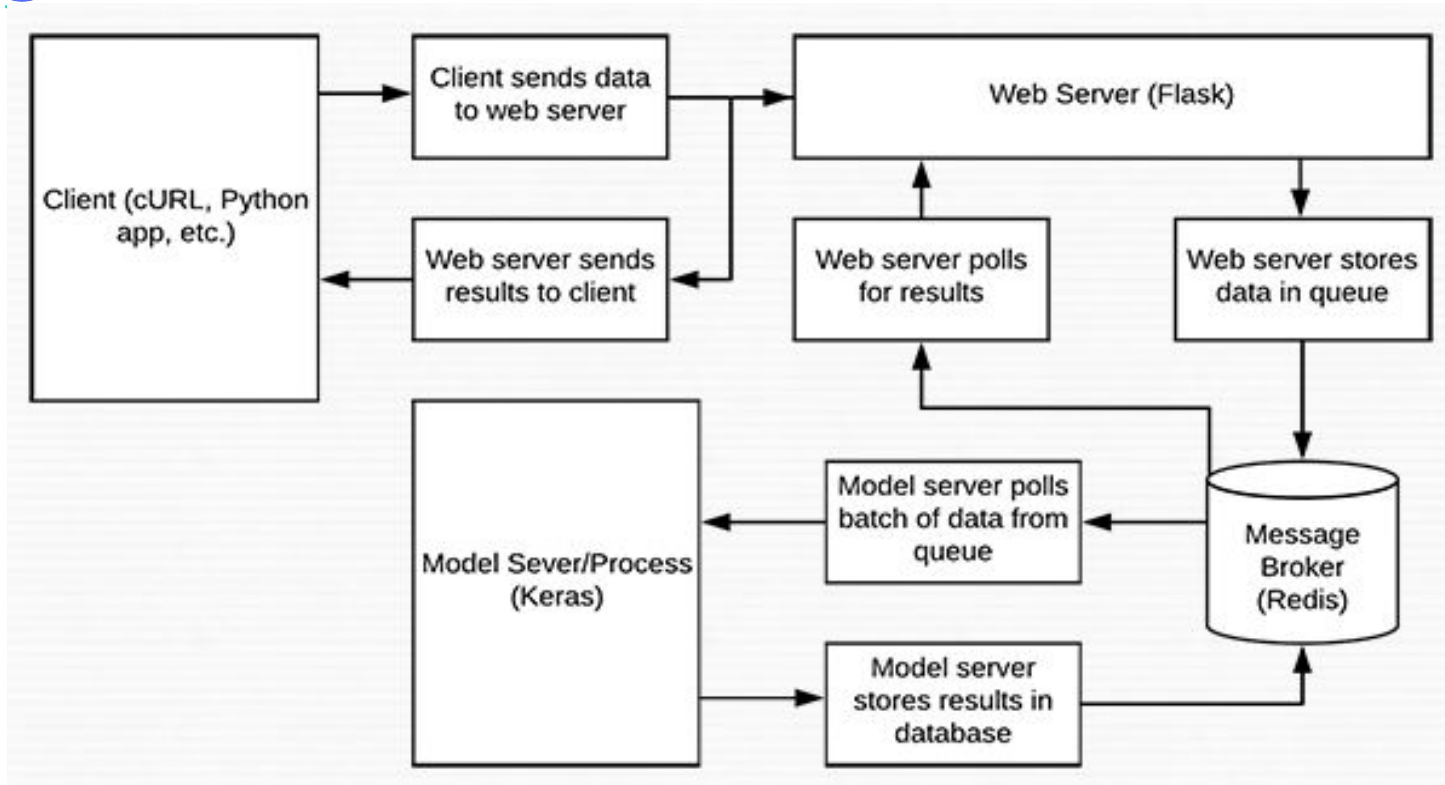 Client (cURL, Python
app, etc.)
Client sends data
to web server
Web Server (Flask)
Web server sends
results to client
Web server polls
for results
Web server stores
data in queue
Model Sever/Process
(Keras)
Model server polls
batch of data from
queue
Message
Broker
(Redis)
Model server
stores results in
database